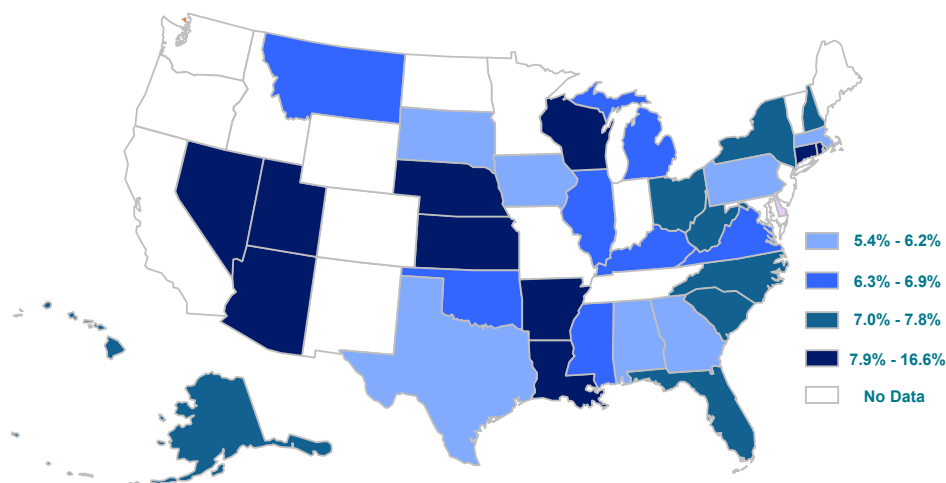 5.4% - 6.2%
6.3% - 6.9%
7.0% - 7.8%
7.9% - 16.6%
No Data